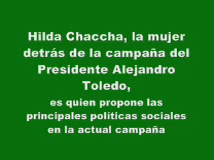 Hilda Chaccha, la mujer
detrás de la campaña del
Presidente Alejandro
Toledo,
es quien propone las
principales políticas sociales
en la actual campaña